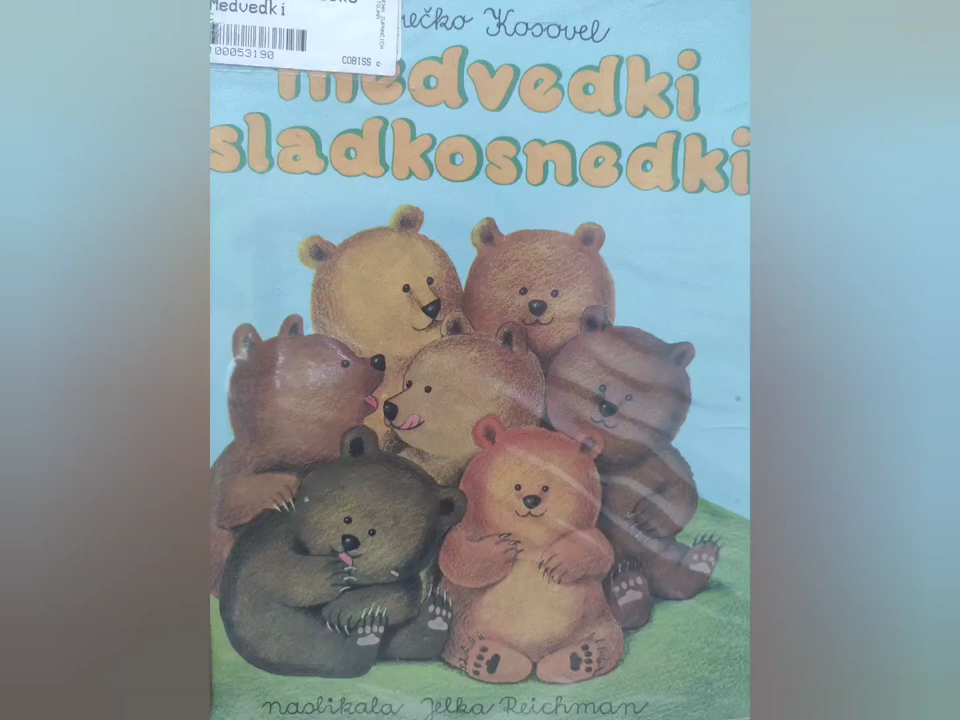 Medvedki
00053190
COBISS c
Kosovel
medvedki
sladkosnedki
naslikala Jelka Reichman